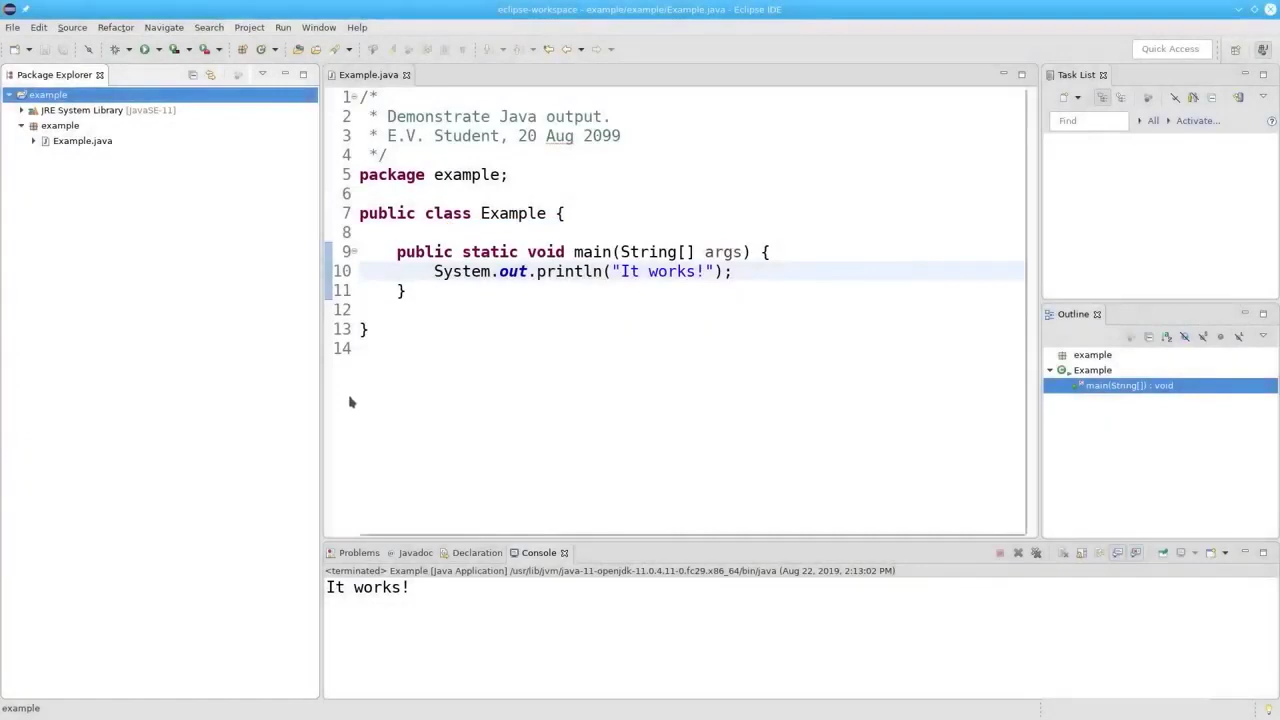 eclipse-workspace - example/example/Example.java - Eclipse IDE
File Edit Source Refactor Navigate Search Project Run Window Help
Quick Access
Package Explorer
example
JRE System Library [JavaSE-11]
example
Example.java
Example.java
1 /*
2  * Demonstrate Java output.
3  * E.V. Student, 20 Aug 2099
4  */
5 package example;
6
7 public class Example {
8
9     public static void main(String[] args) {
10         System.out.println("It works!");
11     }
12
13 }
14
Task List
Find All Activate...
Outline
example
Example
main(String[]) : void
Problems Javadoc Declaration Console
<terminated> Example [Java Application] /usr/lib/jvm/java-11-openjdk-11.0.4.11-0.fc29.x86_64/bin/java (Aug 22, 2019, 2:13:02 PM)
It works!
example